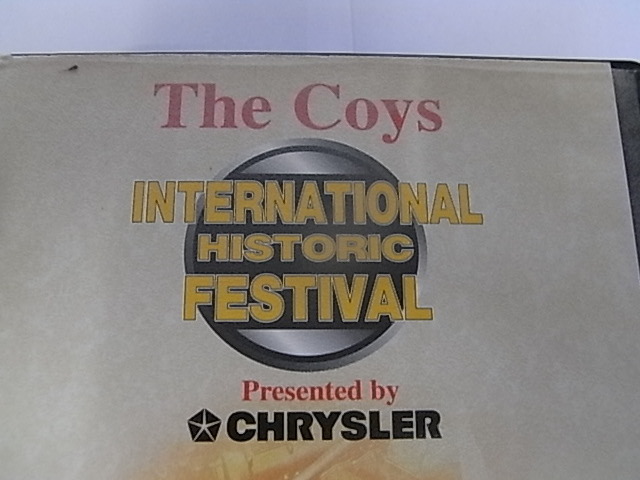 The Coys
INTERNATIONAL
HISTORIC
FESTIVAL
Presented by
CHRYSLER